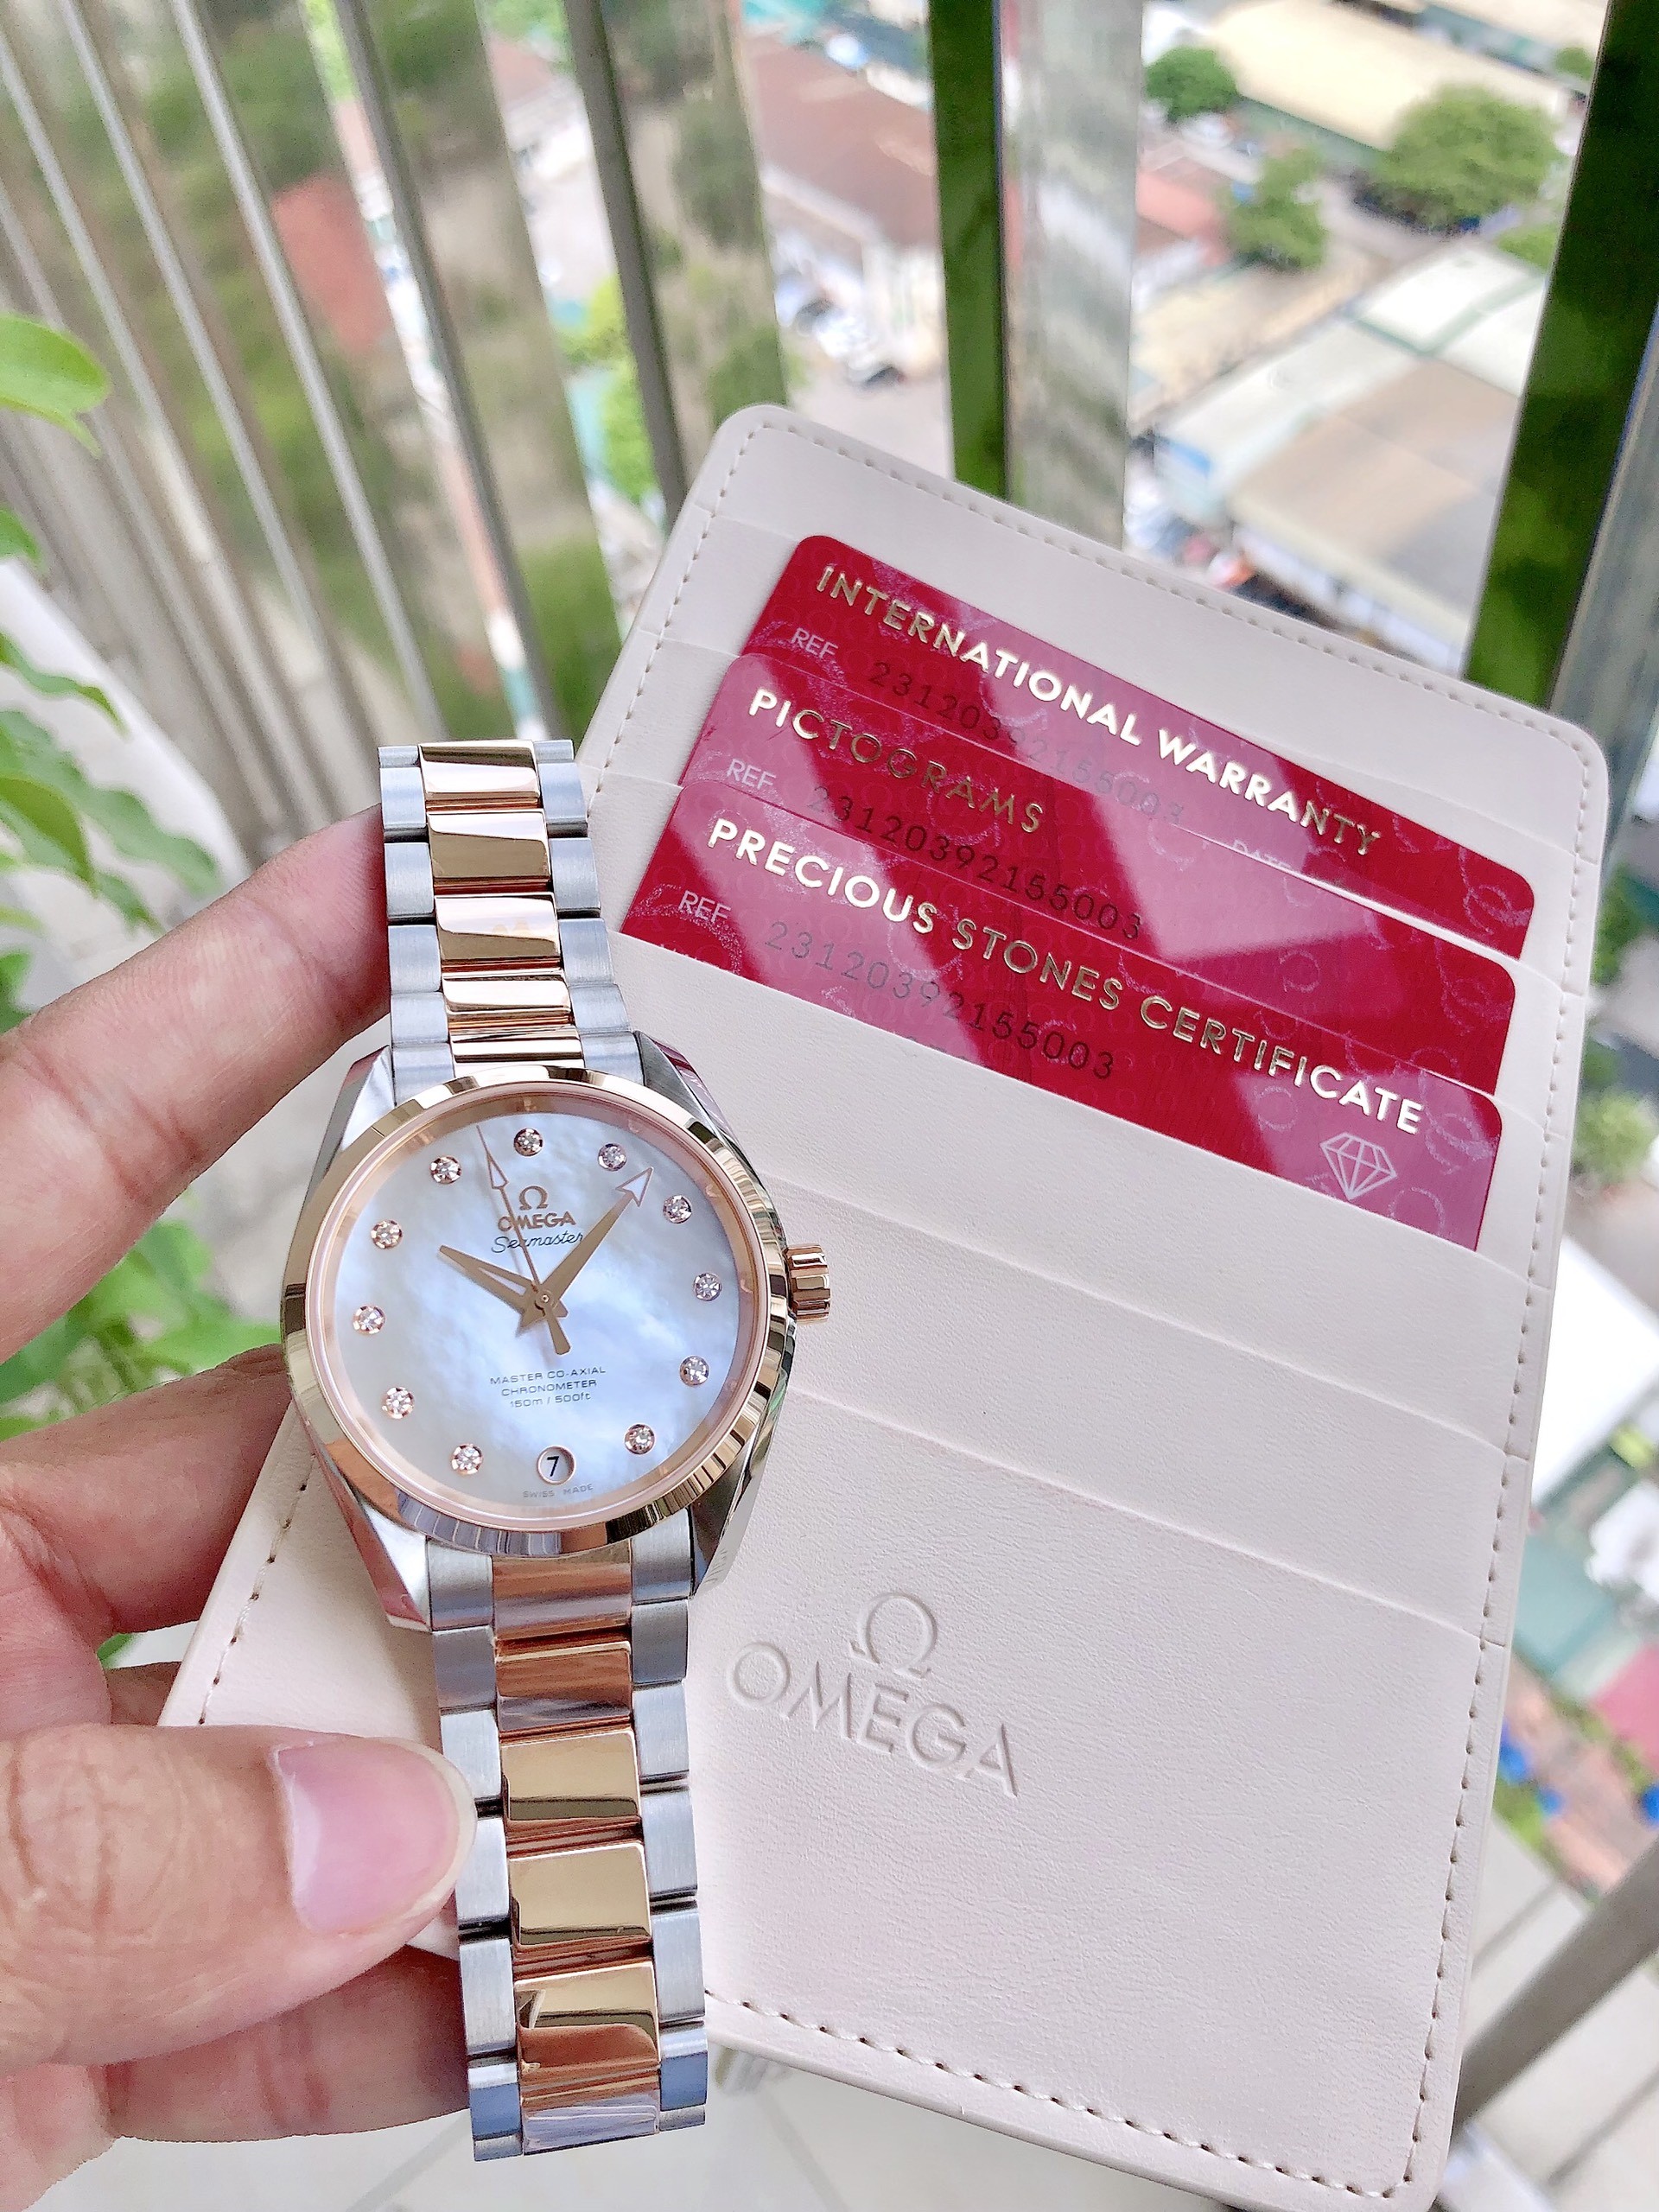 INTERNATIONAL WARRANTY
REF 23120392155003
DATE
PICTOGRAMS
REF 23120392155003
PRECIOUS STONES CERTIFICATE
REF 23120392155003
Ω
OMEGA
Seamaster
MASTER CO-AXIAL
CHRONOMETER
150m / 500ft
7
SWISS MADE
Ω
OMEGA